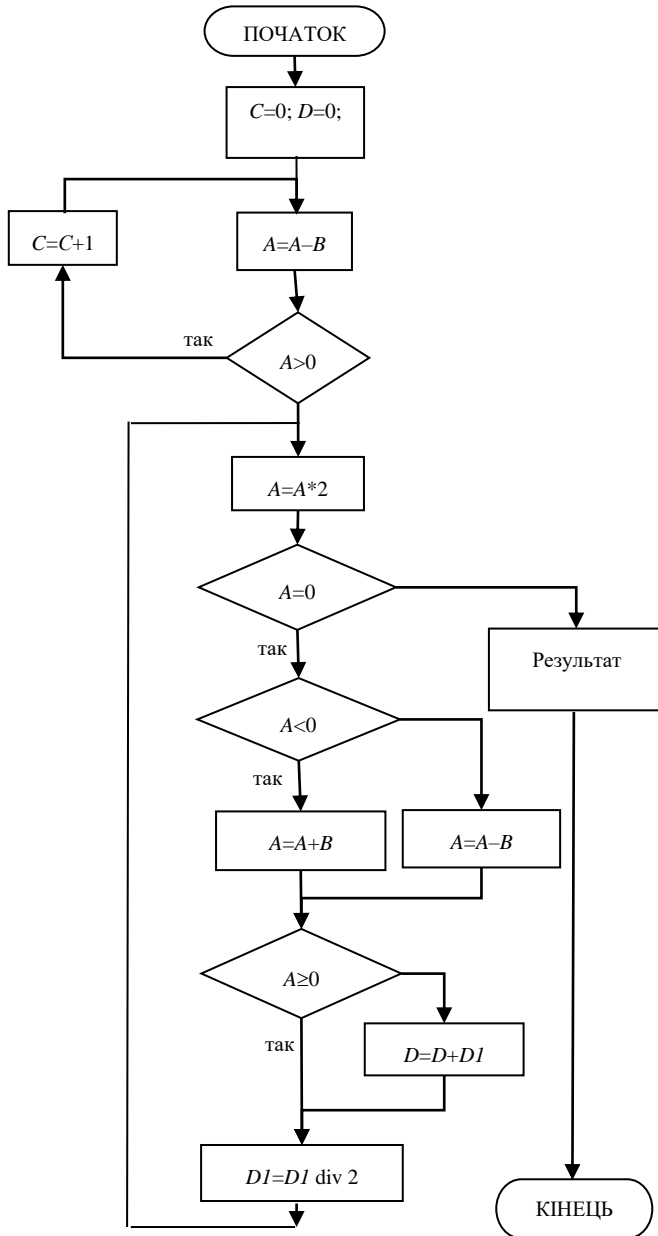 ПОЧАТОК
C=0; D=0;
C=C+1
A=A–B
так
A>0
A=A*2
A=0
так
Результат
A<0
так
A=A+B
A=A–B
A≥0
так
D=D+D1
D1=D1 div 2
КІНЕЦЬ